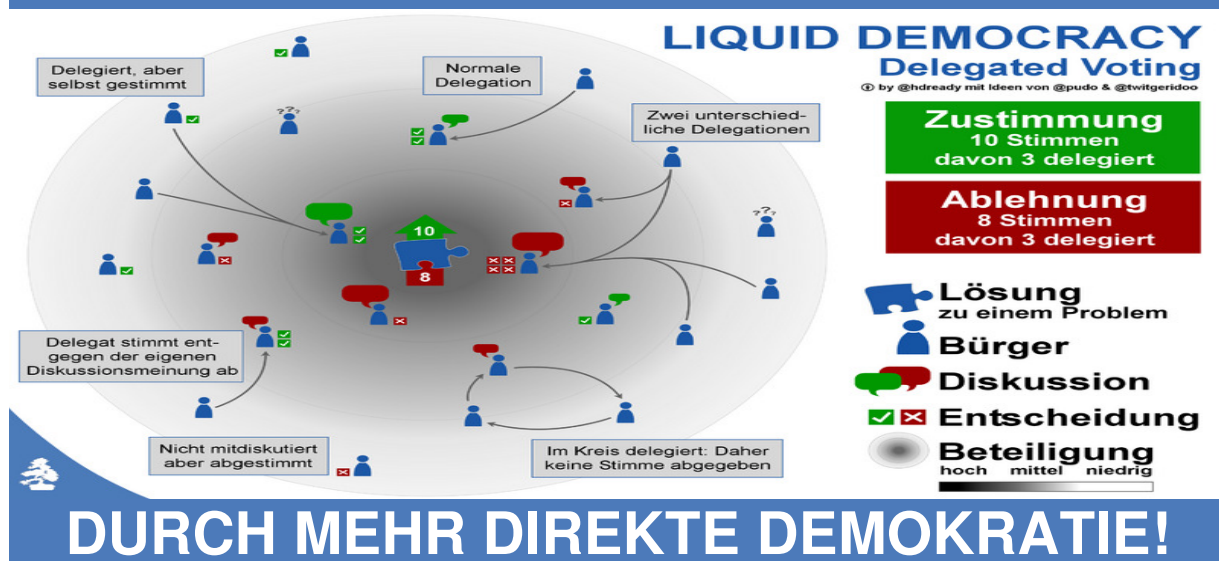 LIQUID DEMOCRACY
Delegated Voting
by @hdready mit Ideen von @pudo & @twitgeridoo
Delegiert, aber
selbst gestimmt
Normale
Delegation
Zwei unterschied-
liche Delegationen
???
???
10
8
Delegat stimmt ent-
gegen der eigenen
Diskussionsmeinung ab
Nicht mitdiskutiert
aber abgestimmt
Im Kreis delegiert: Daher
keine Stimme abgegeben
Zustimmung
10 Stimmen
davon 3 delegiert
Ablehnung
8 Stimmen
davon 3 delegiert
Lösung
zu einem Problem
Bürger
Diskussion
Entscheidung
Beteiligung
hoch mittel niedrig
DURCH MEHR DIREKTE DEMOKRATIE!